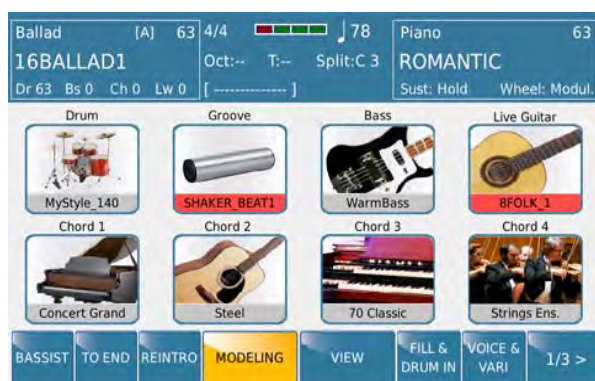 Ballad [A] 63
16BALLAD1
Dr 63 Bs 0 Ch 0 Lw 0
4/4 78
Oct:-- T:-- Split:C 3
[ -------------- ]
Piano 63
ROMANTIC
Sust: Hold Wheel: Modul.
Drum Groove Bass Live Guitar
MyStyle_140 SHAKER_BEAT1 WarmBass 8FOLK_1
Chord 1 Chord 2 Chord 3 Chord 4
Concert Grand Steel 70 Classic Strings Ens.
BASSIST TO END REINTRO MODELING VIEW FILL & DRUM IN VOICE & VARI 1/3 >